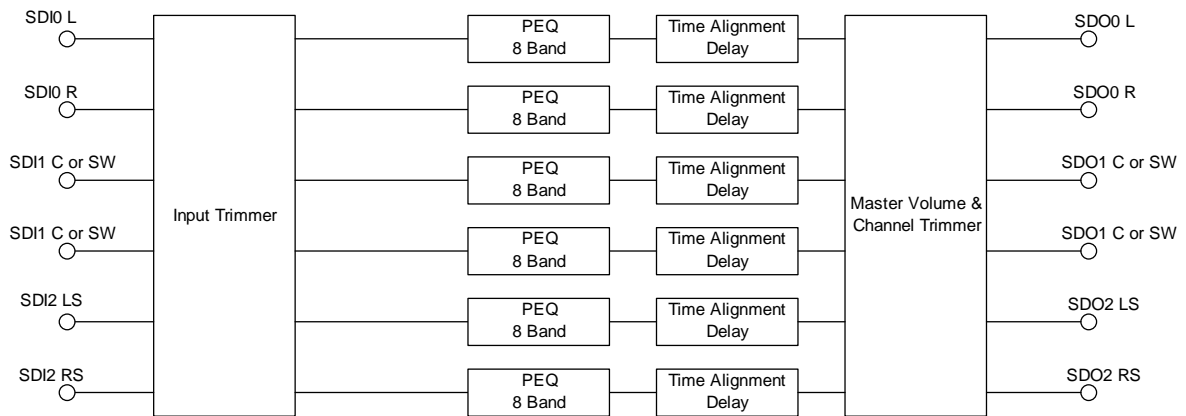 SDI0 L
PEQ
8 Band
Time Alignment
Delay
SDO0 L
SDI0 R
PEQ
8 Band
Time Alignment
Delay
SDO0 R
SDI1 C or SW
PEQ
8 Band
Time Alignment
Delay
SDO1 C or SW
Input Trimmer
Master Volume &
Channel Trimmer
SDI1 C or SW
PEQ
8 Band
Time Alignment
Delay
SDO1 C or SW
SDI2 LS
PEQ
8 Band
Time Alignment
Delay
SDO2 LS
SDI2 RS
PEQ
8 Band
Time Alignment
Delay
SDO2 RS